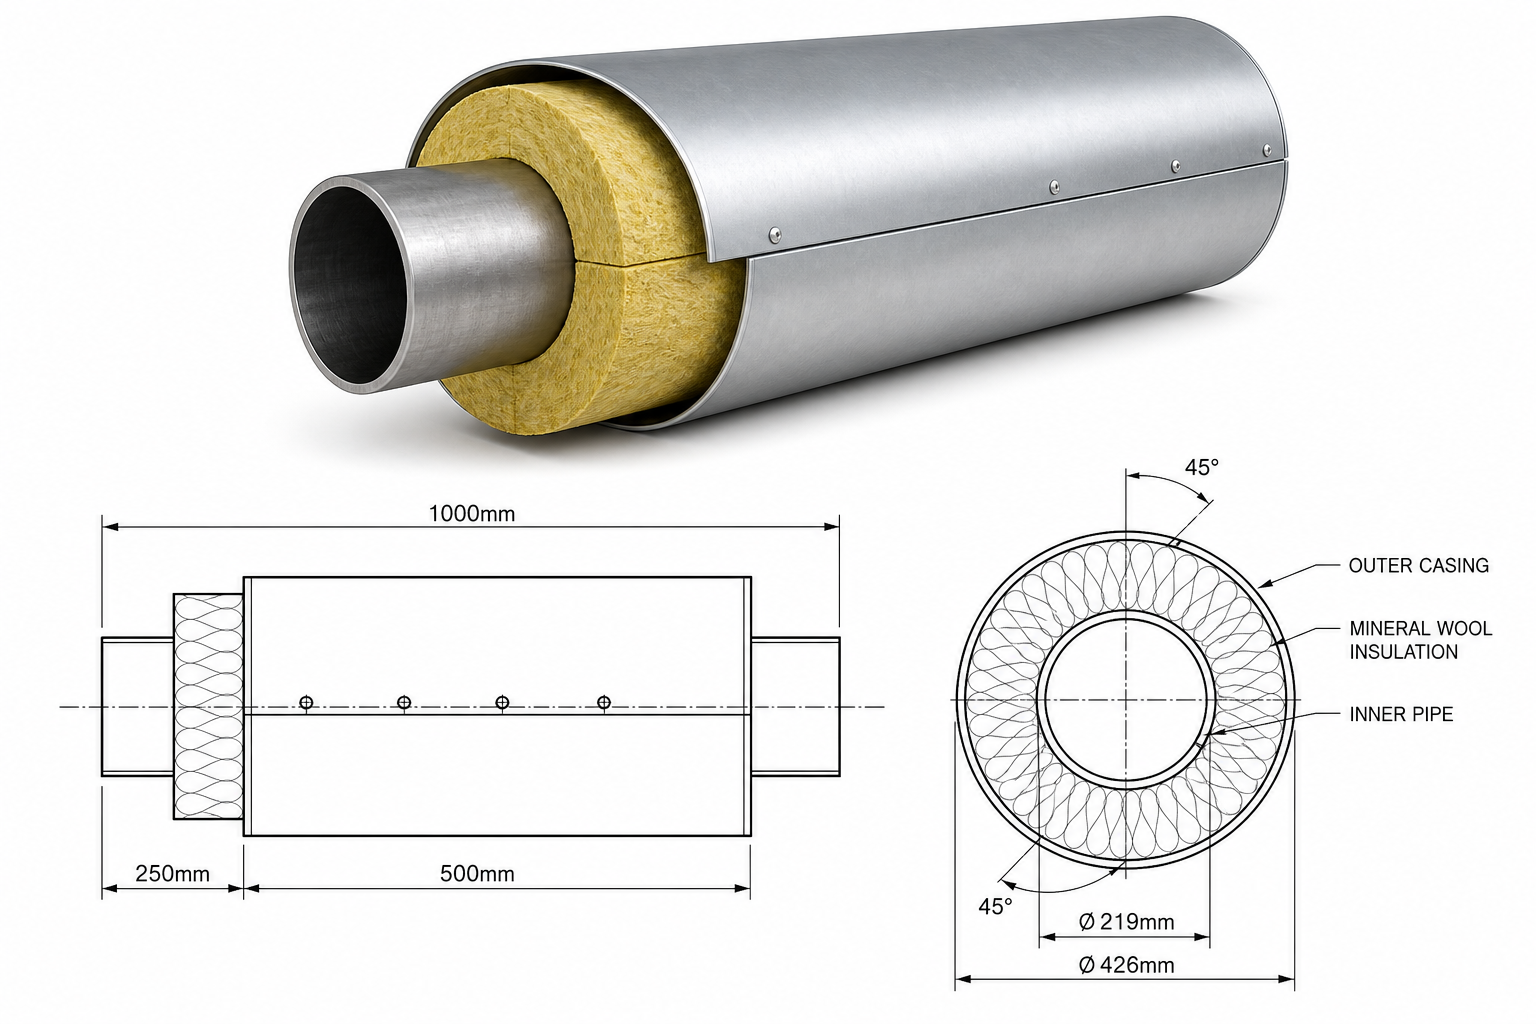 1000mm
250mm
500mm
45°
OUTER CASING
MINERAL WOOL
INSULATION
INNER PIPE
45°
Ø 219mm
Ø 426mm